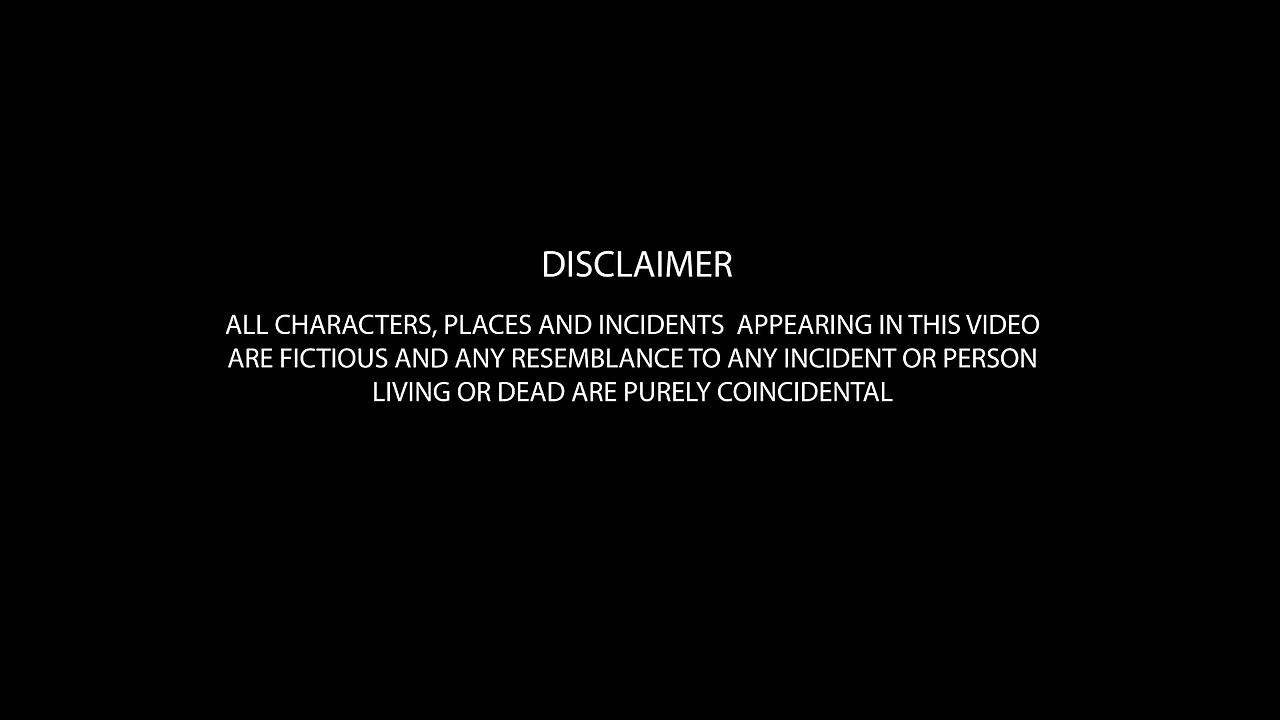 DISCLAIMER
ALL CHARACTERS, PLACES AND INCIDENTS  APPEARING IN THIS VIDEO
ARE FICTIOUS AND ANY RESEMBLANCE TO ANY INCIDENT OR PERSON
LIVING OR DEAD ARE PURELY COINCIDENTAL